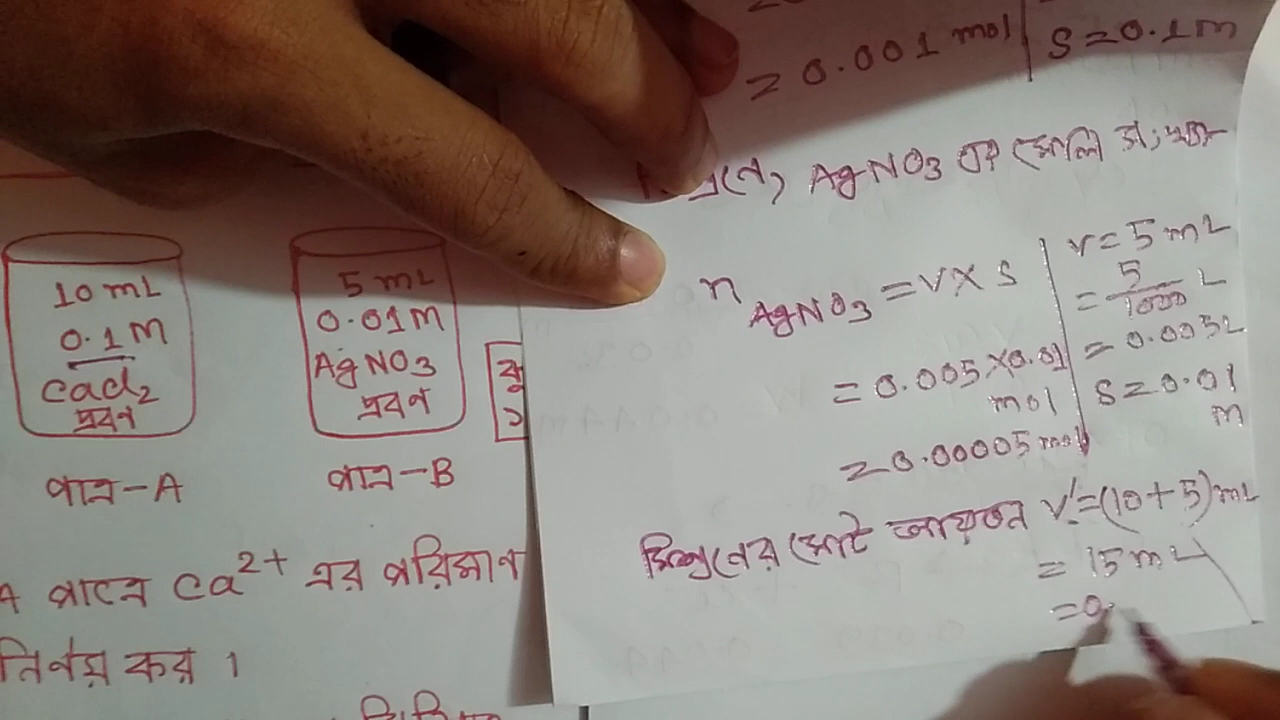 10 mL
0.1 M
CaCl2
দ্রবণ
পাত্র-A
5 mL
0.01 M
AgNO3
দ্রবণ
পাত্র-B
A পাত্রে Ca2+ এর পরিমাণ
নির্ণয় কর।
= 0.001 mol
S = 0.1 M
AgNO3 এর মোল
n AgNO3 = V × S
= 0.005 × 0.01
mol
= 0.00005 mol
V = 5 mL
= 5/1000 L
= 0.005 L
S = 0.01
M
মিশ্রনের মোট আয়তন V' = (10 + 5) mL
= 15 mL
= 0.